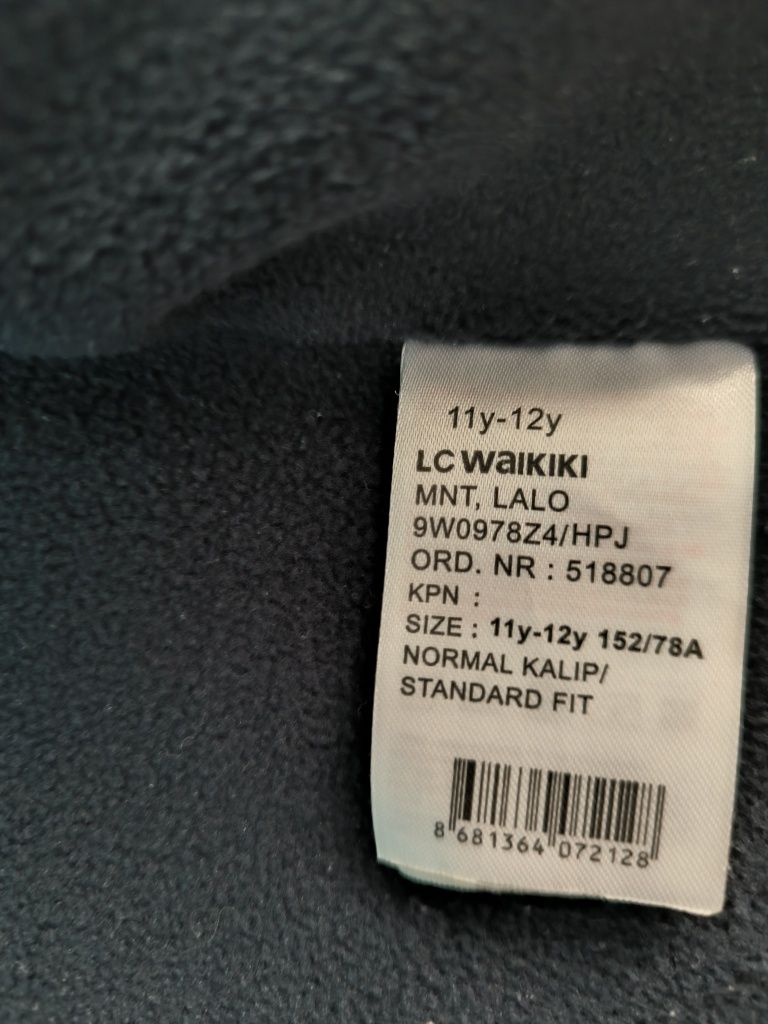 11y-12y
LC WAIKIKI
MNT, LALO
9W0978Z4/HPJ
ORD. NR : 518807
KPN :
SIZE : 11y-12y 152/78A
NORMAL KALIP/
STANDARD FIT
8 681364 072128